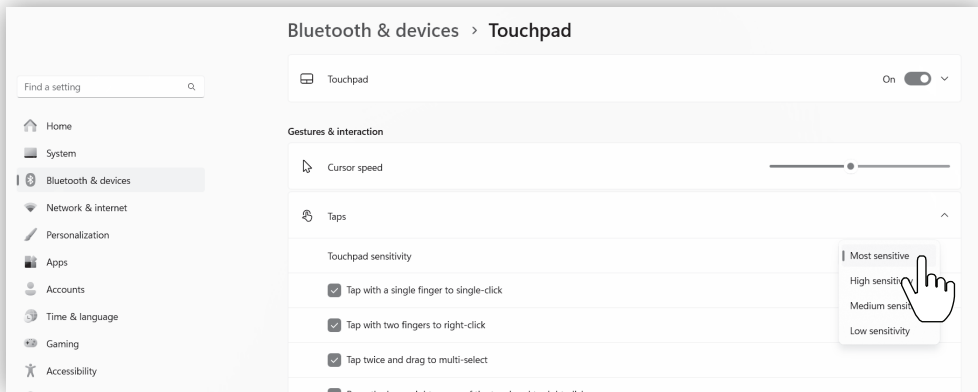 Bluetooth & devices > Touchpad
Find a setting
Home
System
Bluetooth & devices
Network & internet
Personalization
Apps
Accounts
Time & language
Gaming
Accessibility
Touchpad
On
Gestures & interaction
Cursor speed
Taps
Touchpad sensitivity
Most sensitive
High sensitiv
Medium sensit
Low sensitivity
Tap with a single finger to single-click
Tap with two fingers to right-click
Tap twice and drag to multi-select